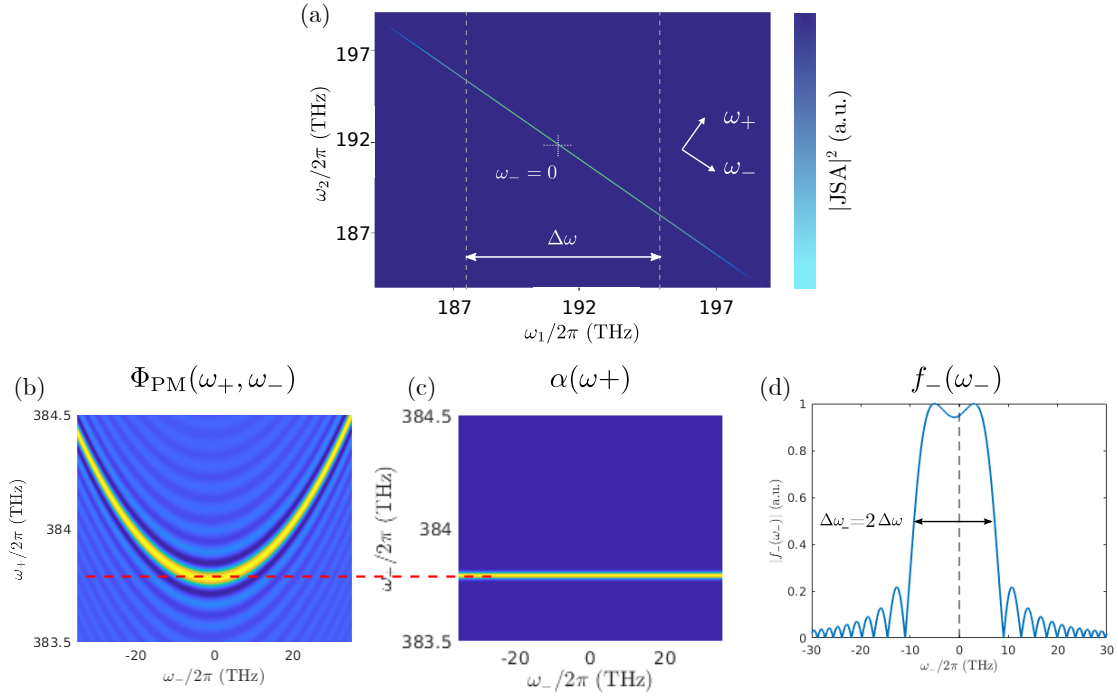 (a)
197
192
187
ω₂/2π (THz)
ω₊
ω₋
ω₋ = 0
Δω
187
192
197
ω₁/2π (THz)
|JSA|² (a.u.)
(b)
Φ_PM(ω₊, ω₋)
384.5
384
383.5
ω₊/2π (THz)
-20
0
20
ω₋/2π (THz)
(c)
α(ω+)
384.5
384
383.5
ω₊/2π (THz)
-20
0
20
ω₋/2π (THz)
(d)
f₋(ω₋)
1
0.8
0.6
0.4
0.2
0
|f₋(ω₋)| (a.u.)
Δω₋=2Δω
-30
-20
-10
0
10
20
30
ω₋/2π (THz)